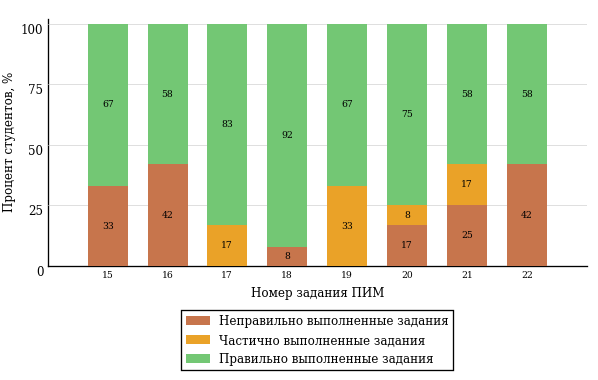 Процент студентов, %
100
75
50
25
0
67 58 83 92 67 75 58 58
33 42 17 8 33 8 17 42
17 25
15 16 17 18 19 20 21 22
Номер задания ПИМ
Неправильно выполненные задания
Частично выполненные задания
Правильно выполненные задания